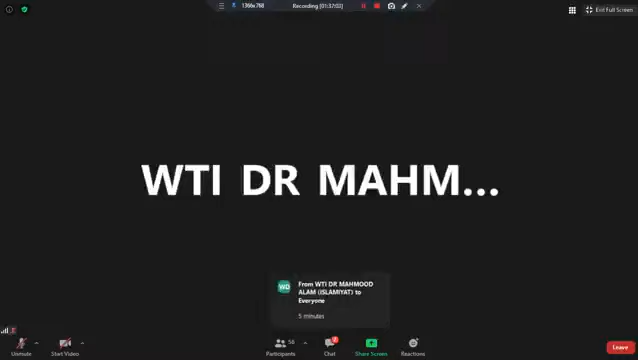 1366x768
Recording [01:37:03]
Exit Full Screen
WTI DR MAHM...
WD
From WTI DR MAHMOOD
ALAM (ISLAMIYAT) to
Everyone
5 minutes
Unmute
Start Video
56
Participants
Chat
Share Screen
Reactions
Leave